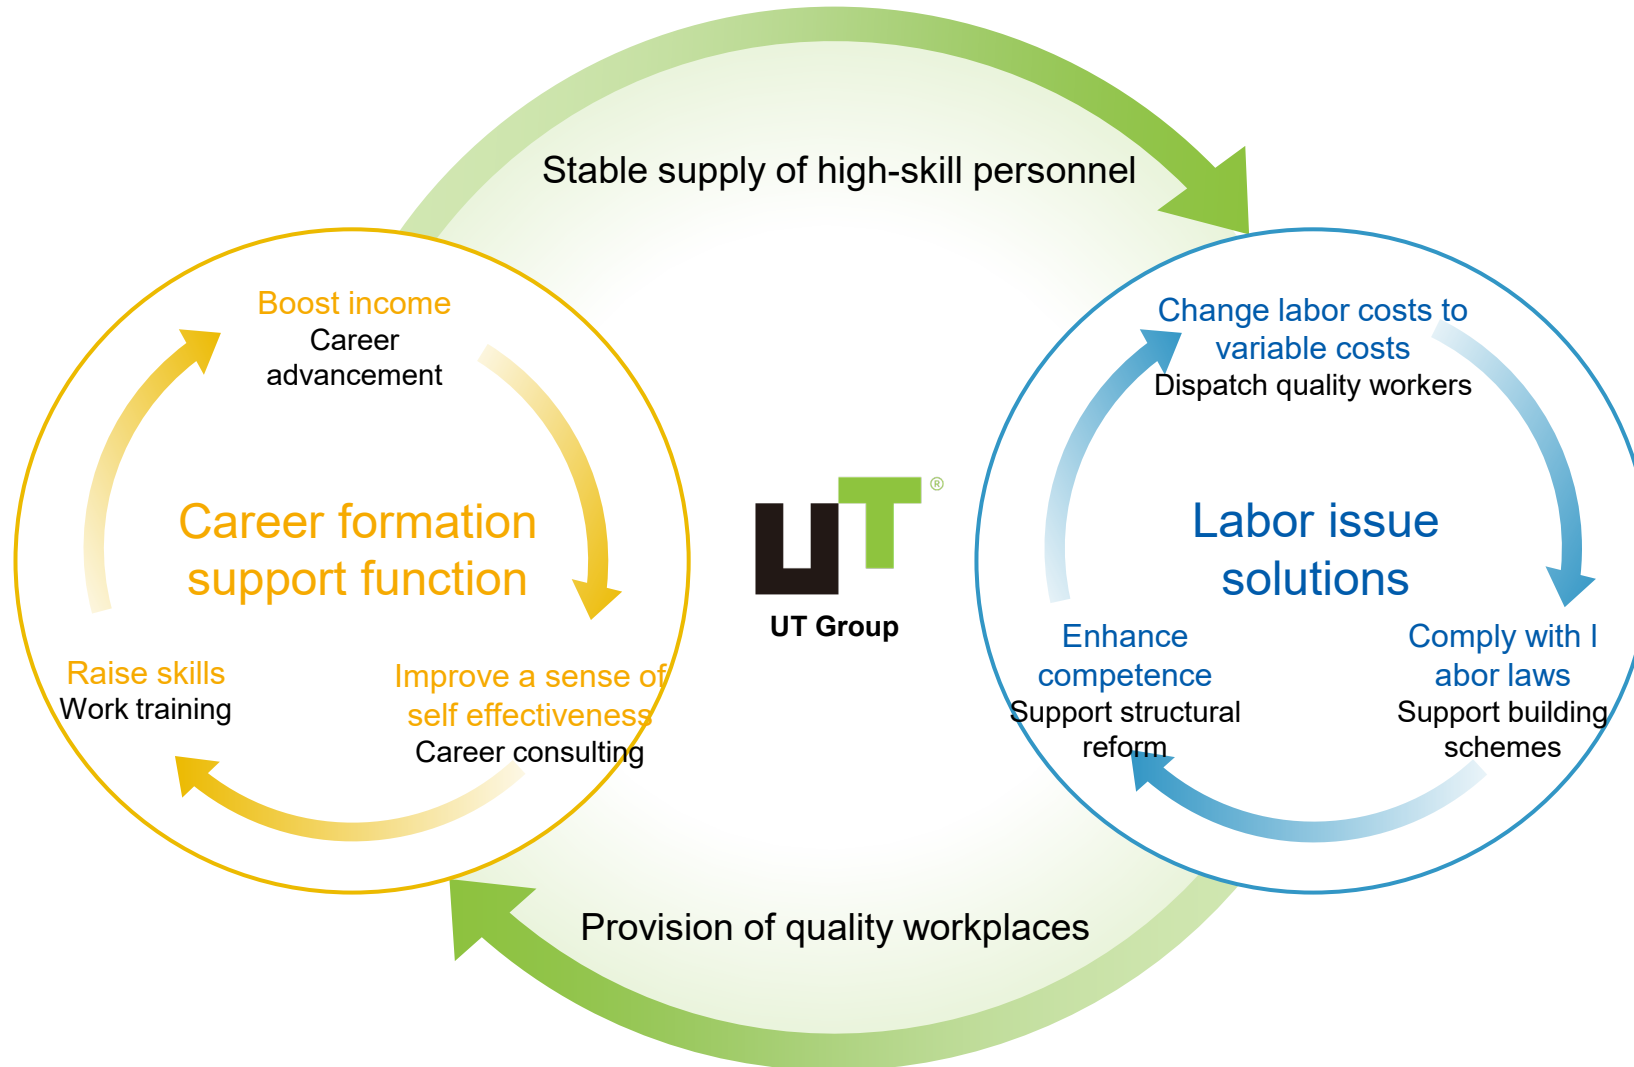 Stable supply of high-skill personnel
Boost income
Career
advancement
Career formation
support function
Raise skills
Work training
Improve a sense of
self effectiveness
Career consulting
UT®
UT Group
Change labor costs to
variable costs
Dispatch quality workers
Labor issue
solutions
Enhance
competence
Support structural
reform
Comply with l
abor laws
Support building
schemes
Provision of quality workplaces